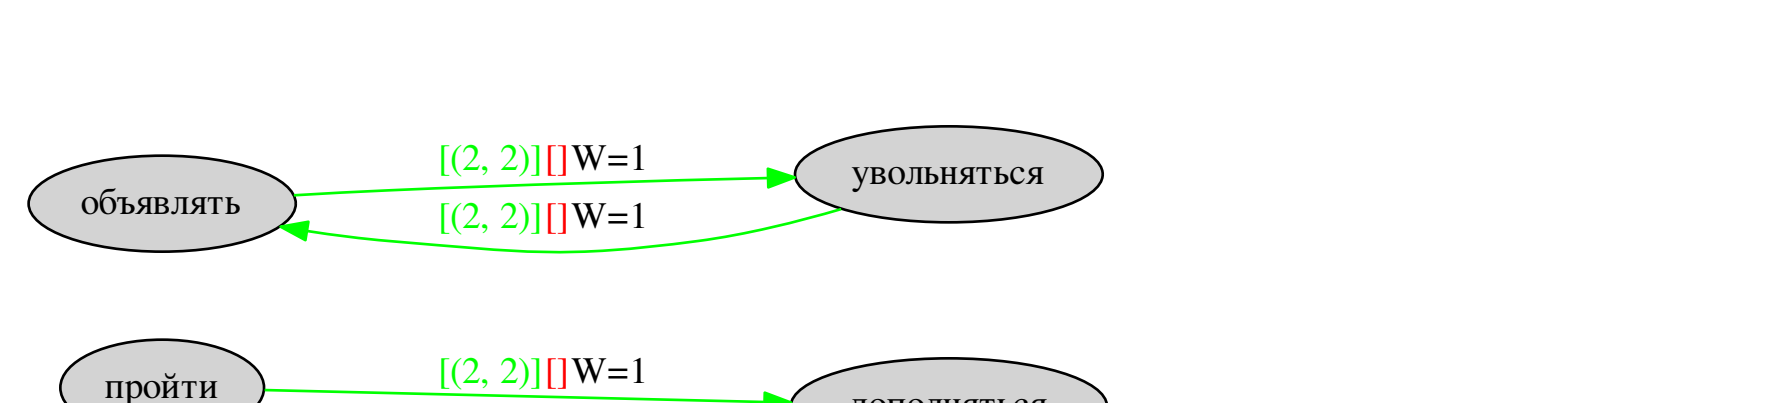 [(2, 2)][]W=1
увольняться
объявлять
[(2, 2)][]W=1
[(2, 2)][]W=1
пройти